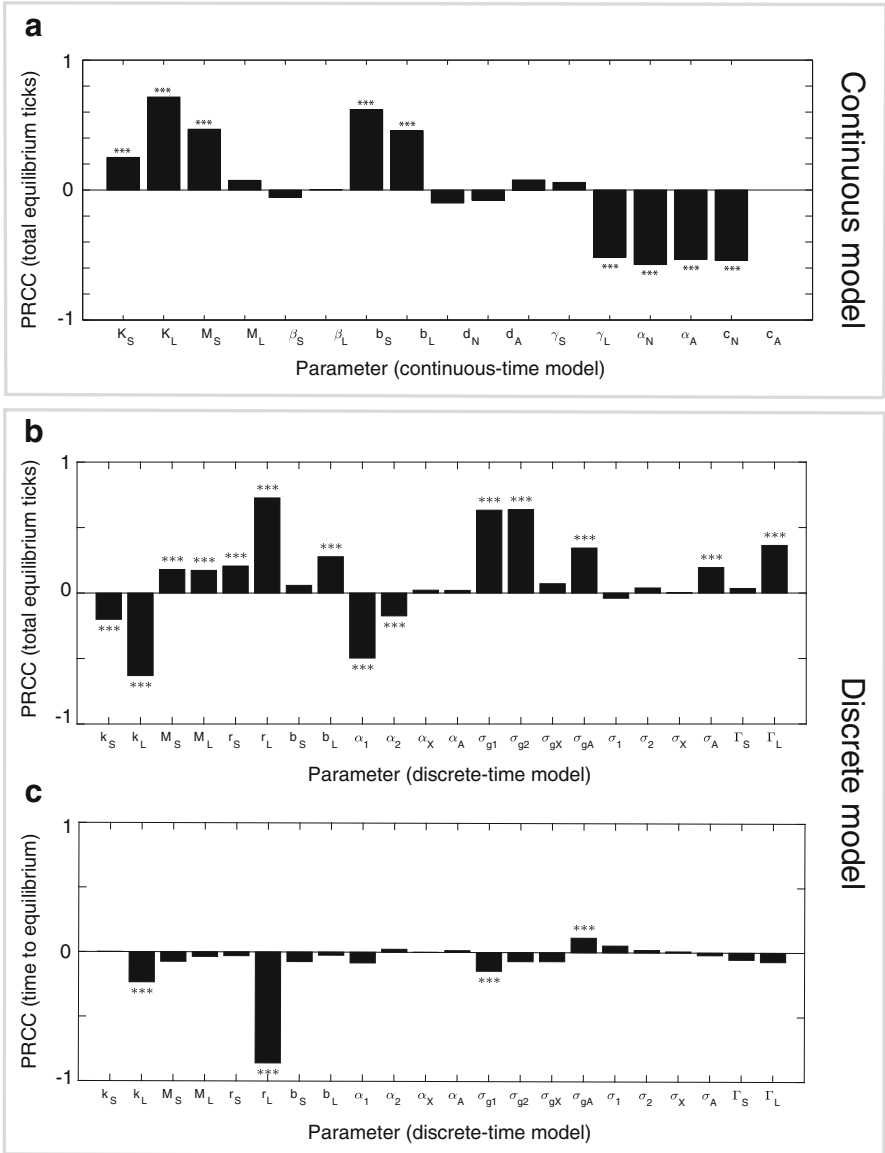 a
1
***
***
***
***
***
0
***
***
***
***
-1
PRCC (total equilibrium ticks)
K_S K_L M_S M_L β_S β_L b_S b_L d_N d_A γ_S γ_L α_N α_A c_N c_A
Parameter (continuous-time model)
Continuous model
b
1
*** *** *** *** *** *** *** *** *** ***
0
*** *** *** ***
-1
PRCC (total equilibrium ticks)
k_S k_L M_S M_L r_S r_L b_S b_L α_1 α_2 α_X α_A σ_g1 σ_g2 σ_gX σ_gA σ_1 σ_2 σ_X σ_A Γ_S Γ_L
Parameter (discrete-time model)
c
1
***
0
*** *** ***
-1
PRCC (time to equilibrium)
k_S k_L M_S M_L r_S r_L b_S b_L α_1 α_2 α_X α_A σ_g1 σ_g2 σ_gX σ_gA σ_1 σ_2 σ_X σ_A Γ_S Γ_L
Parameter (discrete-time model)
Discrete model